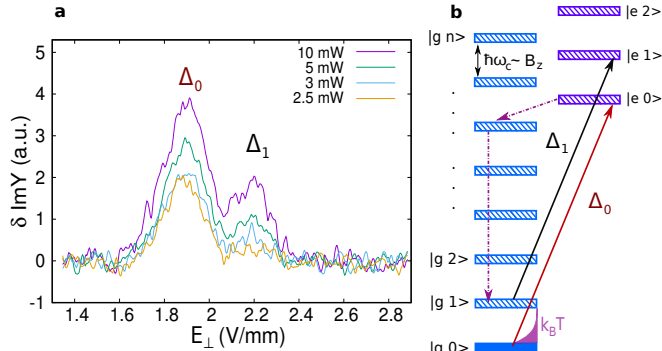 a
δ ImY (a.u.)
5
4
3
2
1
0
-1
10 mW
5 mW
3 mW
2.5 mW
Δ0
Δ1
1.4 1.6 1.8 2 2.2 2.4 2.6 2.8
E⊥ (V/mm)
b
|e 2>
|g n>
|e 1>
ħωc~ Bz
|e 0>
Δ1
Δ0
|g 2>
|g 1>
kBT
|g 0>